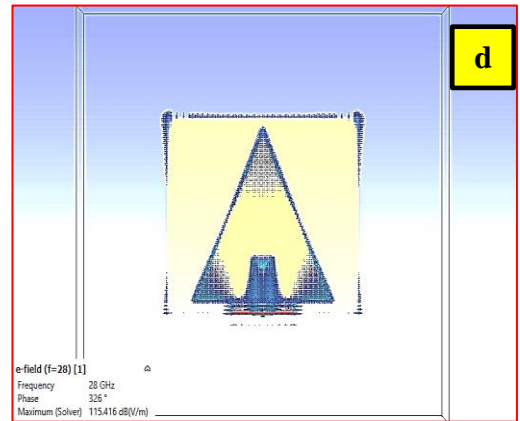 d
e-field (f=28) [1]
Frequency 28 GHz
Phase 326 °
Maximum (Solver) 115.416 dB(V/m)